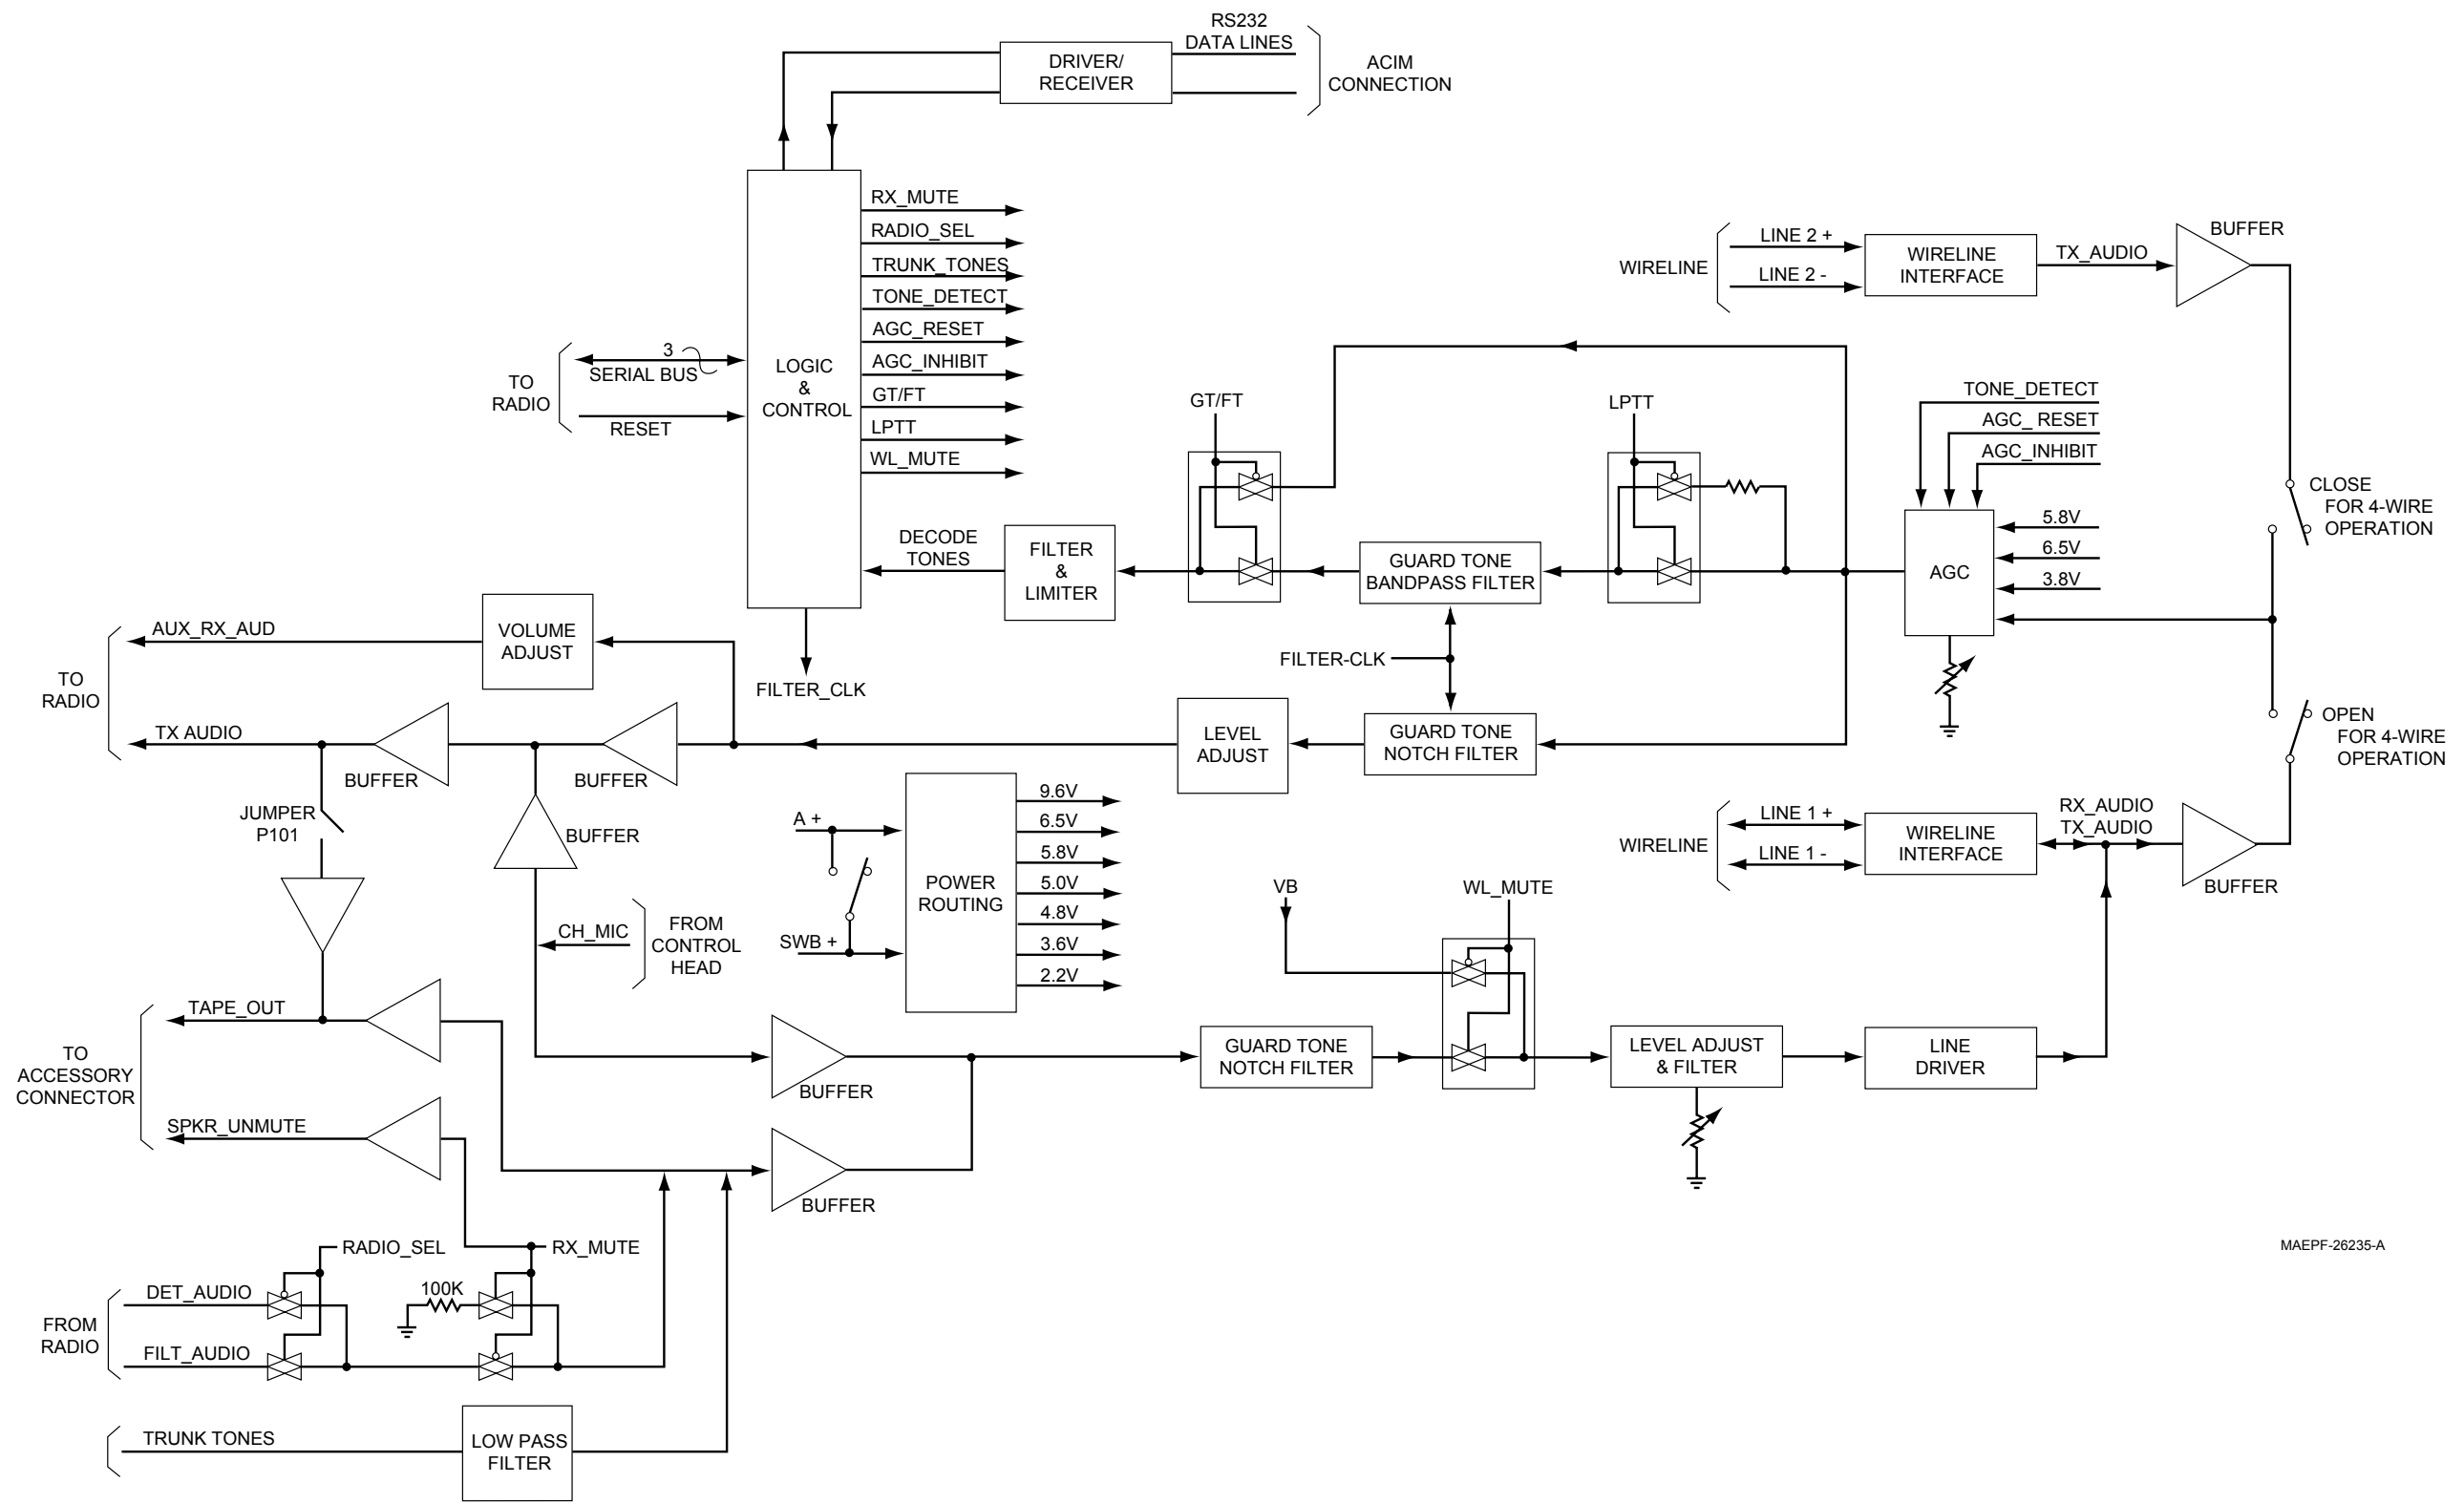 RS232
DATA LINES
DRIVER/
RECEIVER
ACIM
CONNECTION
RX_MUTE
RADIO_SEL
TRUNK_TONES
TONE_DETECT
AGC_RESET
AGC_INHIBIT
GT/FT
LPTT
WL_MUTE
LOGIC
&
CONTROL
3
SERIAL BUS
RESET
TO
RADIO
DECODE
TONES
FILTER
&
LIMITER
FILTER_CLK
GT/FT
GUARD TONE
BANDPASS FILTER
LPTT
FILTER-CLK
WIRELINE
LINE 2 +
LINE 2 -
WIRELINE
INTERFACE
TX_AUDIO
BUFFER
TONE_DETECT
AGC_ RESET
AGC_INHIBIT
AGC
5.8V
6.5V
3.8V
CLOSE
FOR 4-WIRE
OPERATION
OPEN
FOR 4-WIRE
OPERATION
TO
RADIO
AUX_RX_AUD
VOLUME
ADJUST
TX AUDIO
BUFFER
BUFFER
LEVEL
ADJUST
GUARD TONE
NOTCH FILTER
JUMPER
P101
BUFFER
A +
SWB +
POWER
ROUTING
9.6V
6.5V
5.8V
5.0V
4.8V
3.6V
2.2V
CH_MIC
FROM
CONTROL
HEAD
WIRELINE
LINE 1 +
LINE 1 -
WIRELINE
INTERFACE
RX_AUDIO
TX_AUDIO
BUFFER
VB
WL_MUTE
TO
ACCESSORY
CONNECTOR
TAPE_OUT
SPKR_UNMUTE
BUFFER
BUFFER
GUARD TONE
NOTCH FILTER
LEVEL ADJUST
& FILTER
LINE
DRIVER
RADIO_SEL
RX_MUTE
100K
FROM
RADIO
DET_AUDIO
FILT_AUDIO
TRUNK TONES
LOW PASS
FILTER
MAEPF-26235-A